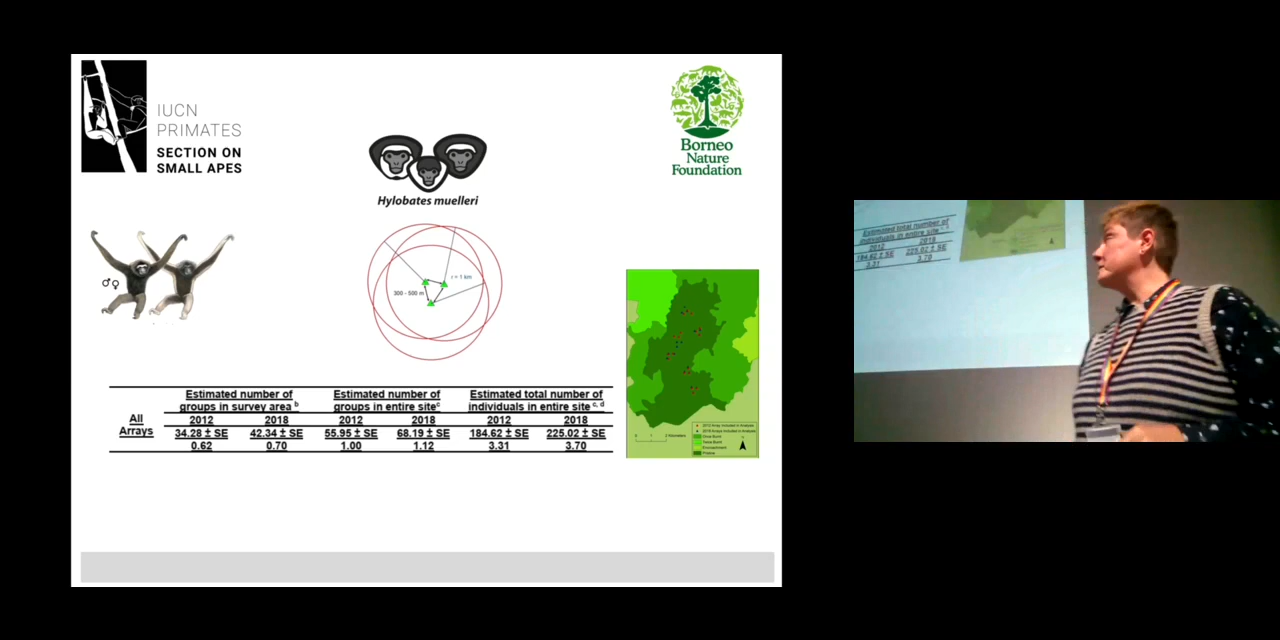 IUCN
PRIMATES
SECTION ON
SMALL APES
Borneo
Nature
Foundation
Hylobates muelleri
♂♀
r = 1 km
300 - 500 m
All
Arrays
Estimated number of
groups in survey area b
Estimated number of
groups in entire site c
Estimated total number of
individuals in entire site c, d
2012 2018 2012 2018 2012 2018
34.28 ± SE 42.34 ± SE 55.95 ± SE 68.19 ± SE 184.62 ± SE 225.02 ± SE
0.62 0.70 1.00 1.12 3.31 3.70
Estimated total number of
individuals in entire site
2012 2018
184.62 ± SE 225.02 ± SE
3.31 3.70